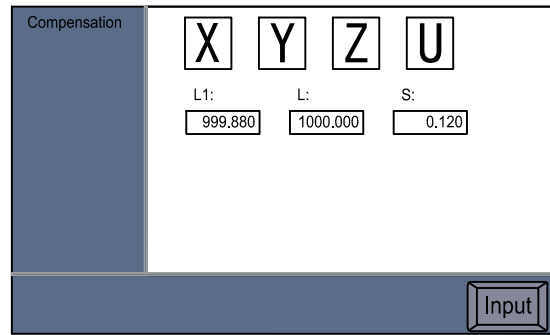 Compensation
X Y Z U
L1: L: S:
999.880 1000.000 0.120
Input